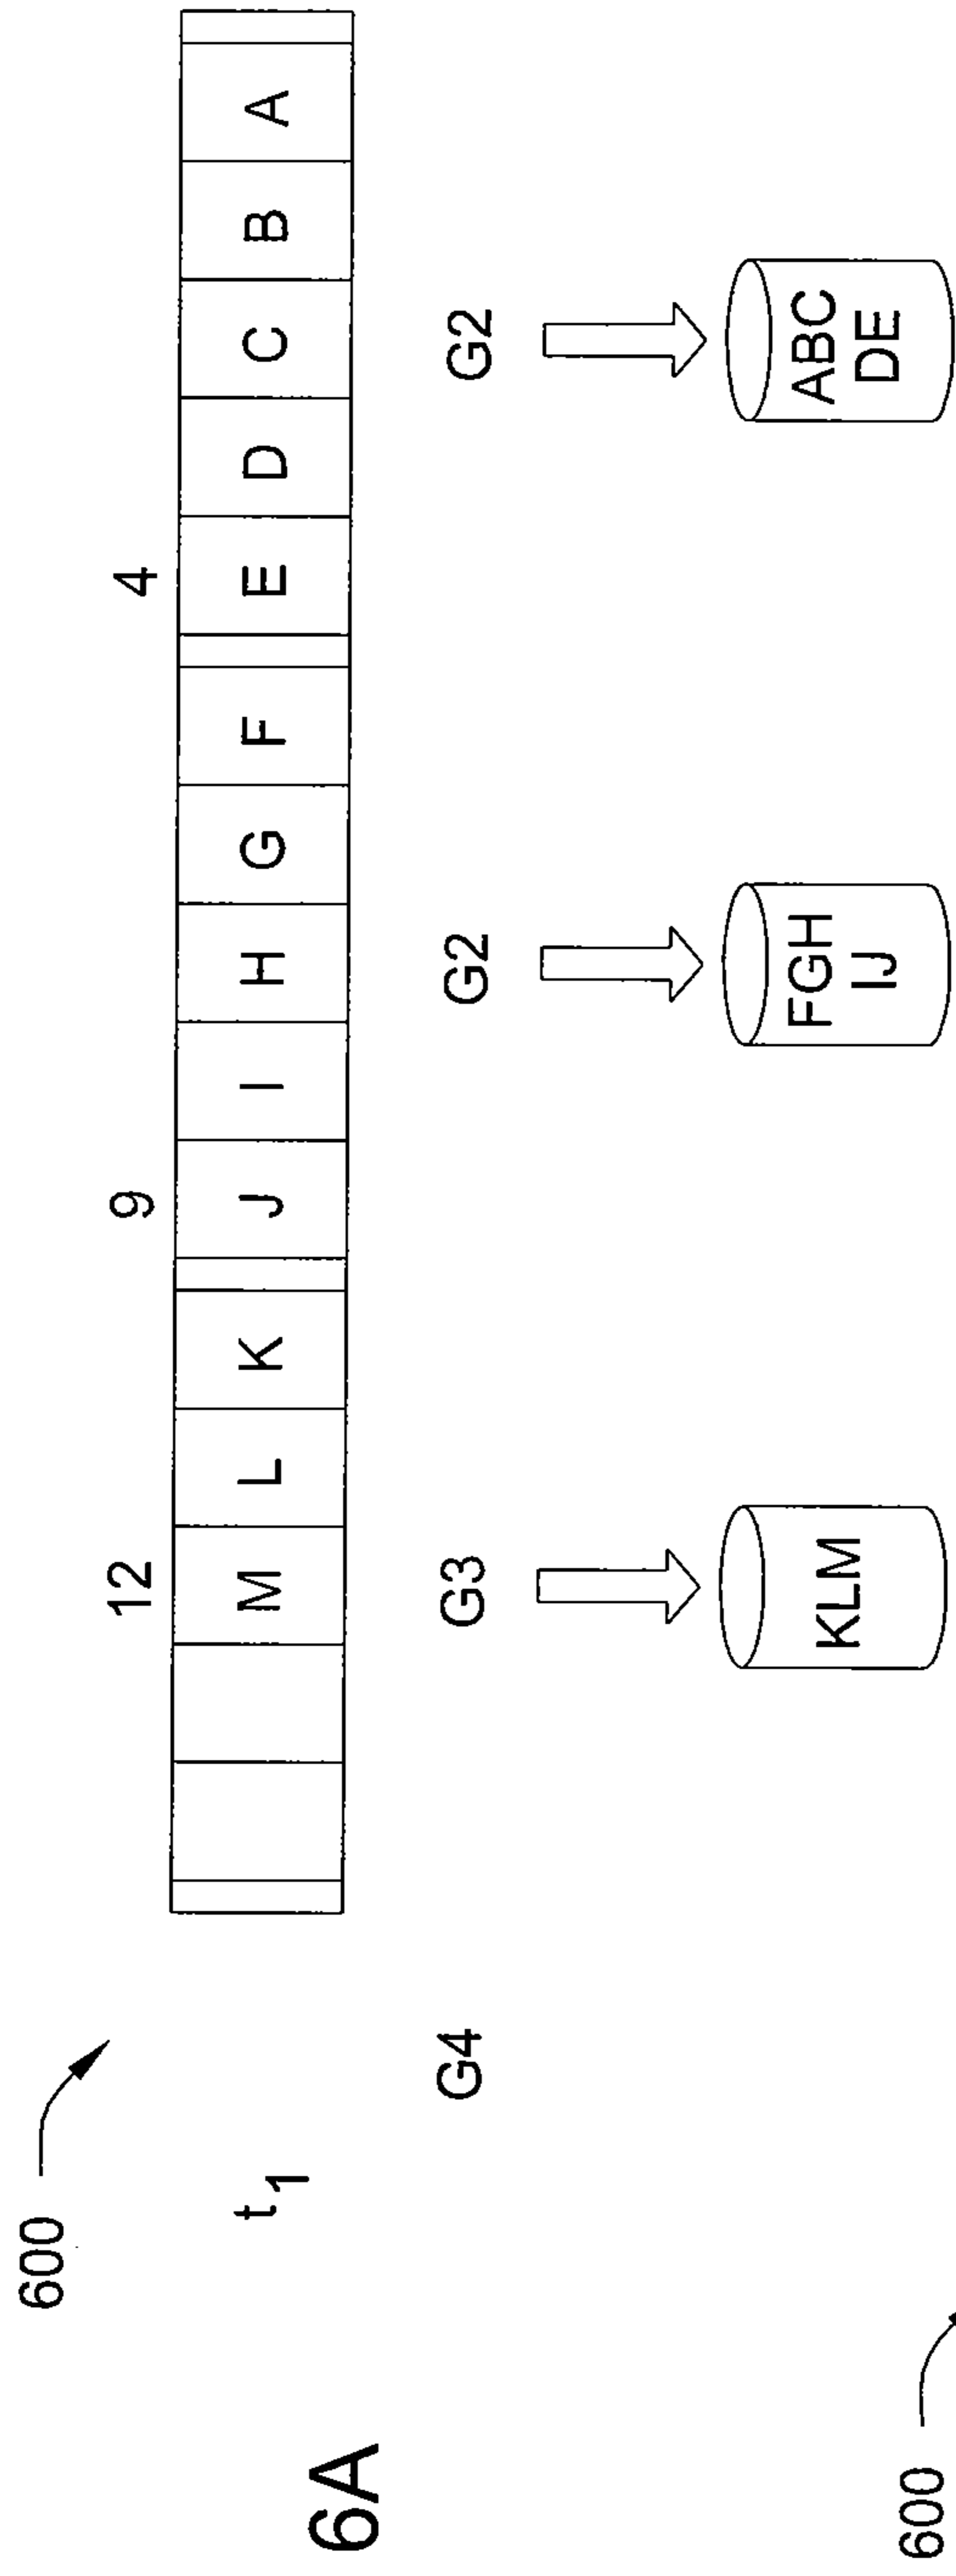 600
12 9 4
t1 M L K J I H G F E D C B A
6A
G4 G3 G2 G2
KLM
FGH
IJ
ABC
DE
600